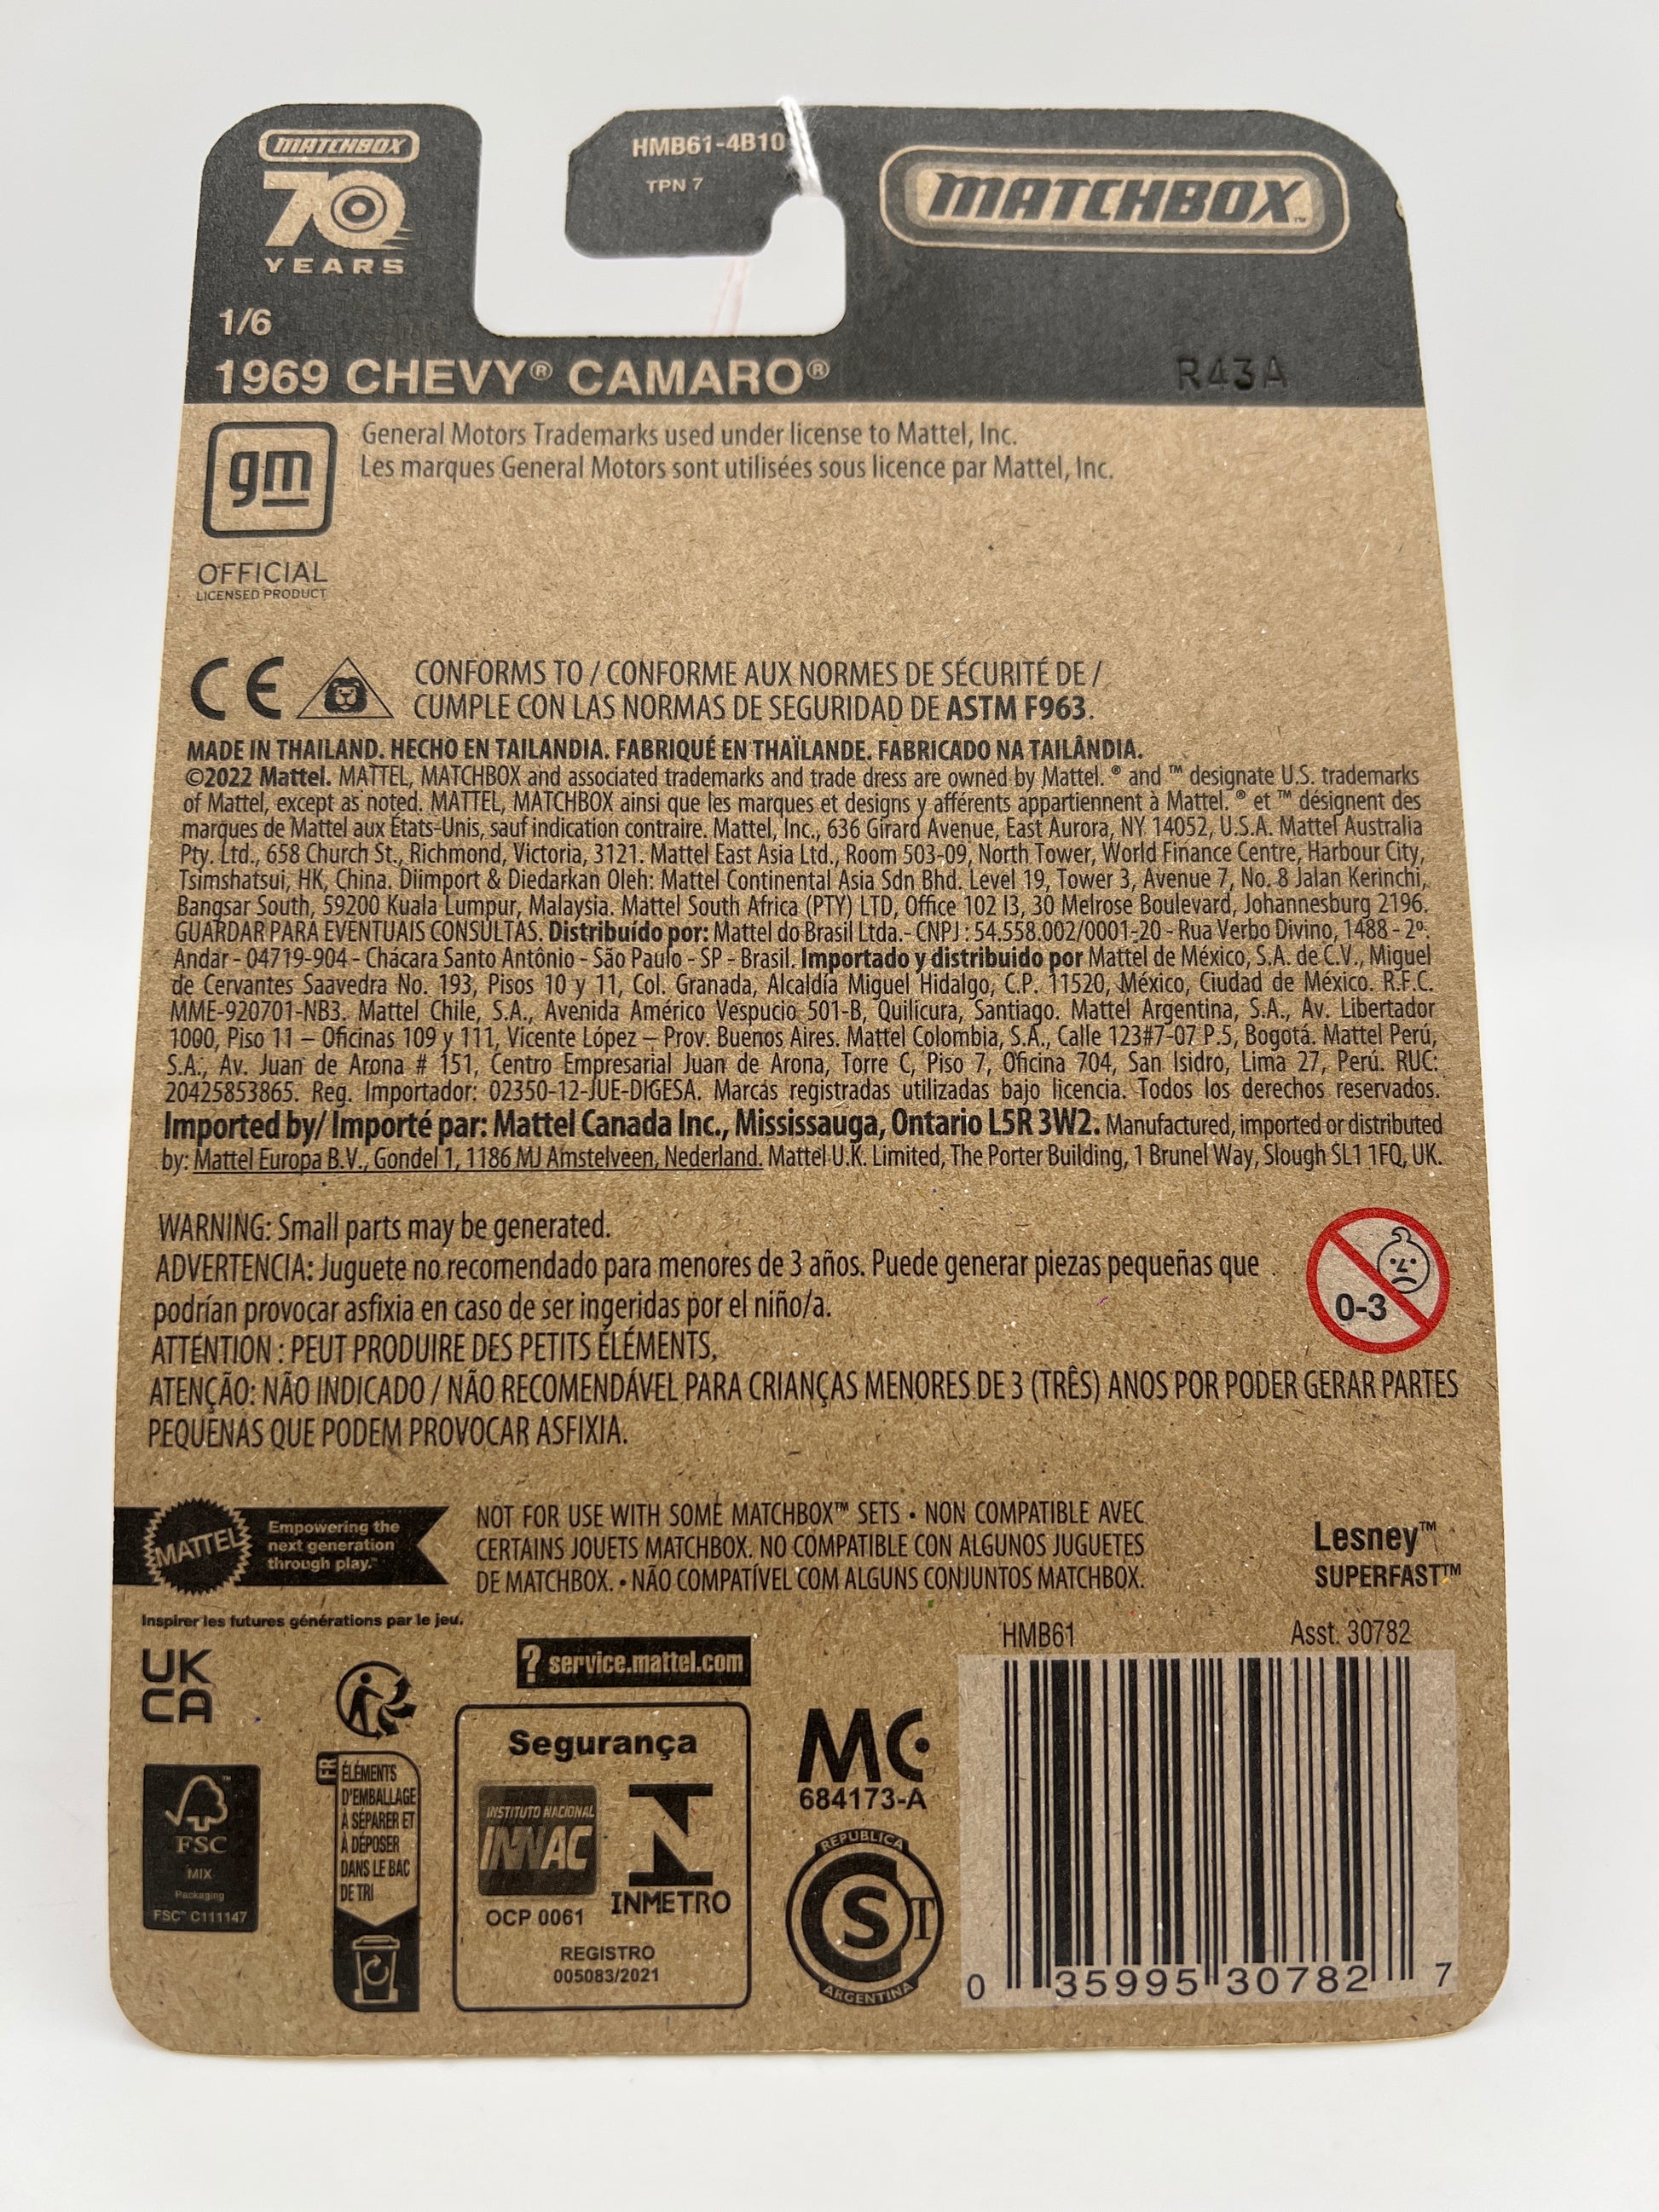 MATCHBOX
70
YEARS
HMB61-4B10
TPN 7
MATCHBOX™
1/6
1969 CHEVY® CAMARO®
R43A
gm
OFFICIAL
LICENSED PRODUCT
General Motors Trademarks used under license to Mattel, Inc.
Les marques General Motors sont utilisées sous licence par Mattel, Inc.
CE
CONFORMS TO / CONFORME AUX NORMES DE SÉCURITÉ DE /
CUMPLE CON LAS NORMAS DE SEGURIDAD DE ASTM F963.
MADE IN THAILAND. HECHO EN TAILANDIA. FABRIQUÉ EN THAÏLANDE. FABRICADO NA TAILÂNDIA.
©2022 Mattel. MATTEL, MATCHBOX and associated trademarks and trade dress are owned by Mattel. ® and ™ designate U.S. trademarks
of Mattel, except as noted. MATTEL, MATCHBOX ainsi que les marques et designs y afférents appartiennent à Mattel. ® et ™ désignent des
marques de Mattel aux États-Unis, sauf indication contraire. Mattel, Inc., 636 Girard Avenue, East Aurora, NY 14052, U.S.A. Mattel Australia
Pty. Ltd., 658 Church St., Richmond, Victoria, 3121. Mattel East Asia Ltd., Room 503-09, North Tower, World Finance Centre, Harbour City,
Tsimshatsui, HK, China. Diimport & Diedarkan Oleh: Mattel Continental Asia Sdn Bhd. Level 19, Tower 3, Avenue 7, No. 8 Jalan Kerinchi,
Bangsar South, 59200 Kuala Lumpur, Malaysia. Mattel South Africa (PTY) LTD, Office 102 I3, 30 Melrose Boulevard, Johannesburg 2196.
GUARDAR PARA EVENTUAIS CONSULTAS. Distribuído por: Mattel do Brasil Ltda.- CNPJ : 54.558.002/0001-20 - Rua Verbo Divino, 1488 - 2º.
Andar - 04719-904 - Chácara Santo Antônio - São Paulo - SP - Brasil. Importado y distribuido por Mattel de México, S.A. de C.V., Miguel
de Cervantes Saavedra No. 193, Pisos 10 y 11, Col. Granada, Alcaldía Miguel Hidalgo, C.P. 11520, México, Ciudad de México. R.F.C.
MME-920701-NB3. Mattel Chile, S.A., Avenida Américo Vespucio 501-B, Quilicura, Santiago. Mattel Argentina, S.A., Av. Libertador
1000, Piso 11 – Oficinas 109 y 111, Vicente López – Prov. Buenos Aires. Mattel Colombia, S.A., Calle 123#7-07 P.5, Bogotá. Mattel Perú,
S.A., Av. Juan de Arona # 151, Centro Empresarial Juan de Arona, Torre C, Piso 7, Oficina 704, San Isidro, Lima 27, Perú. RUC:
20425853865. Reg. Importador: 02350-12-JUE-DIGESA. Marcas registradas utilizadas bajo licencia. Todos los derechos reservados.
Imported by/ Importé par: Mattel Canada Inc., Mississauga, Ontario L5R 3W2. Manufactured, imported or distributed
by: Mattel Europa B.V., Gondel 1, 1186 MJ Amstelveen, Nederland. Mattel U.K. Limited, The Porter Building, 1 Brunel Way, Slough SL1 1FQ, UK.
WARNING: Small parts may be generated.
ADVERTENCIA: Juguete no recomendado para menores de 3 años. Puede generar piezas pequeñas que
podrían provocar asfixia en caso de ser ingeridas por el niño/a.
ATTENTION : PEUT PRODUIRE DES PETITS ÉLÉMENTS.
ATENÇÃO: NÃO INDICADO / NÃO RECOMENDÁVEL PARA CRIANÇAS MENORES DE 3 (TRÊS) ANOS POR PODER GERAR PARTES
PEQUENAS QUE PODEM PROVOCAR ASFIXIA.
0-3
MATTEL
Empowering the
next generation
through play.™
Inspirer les futures générations par le jeu.
NOT FOR USE WITH SOME MATCHBOX™ SETS • NON COMPATIBLE AVEC
CERTAINS JOUETS MATCHBOX. NO COMPATIBLE CON ALGUNOS JUGUETES
DE MATCHBOX. • NÃO COMPATÍVEL COM ALGUNS CONJUNTOS MATCHBOX.
Lesney™
SUPERFAST™
HMB61
Asst. 30782
UK
CA
? service.mattel.com
FSC
MIX
Packaging
FSC™ C111147
FR
ÉLÉMENTS
D'EMBALLAGE
À SÉPARER ET
À DÉPOSER
DANS LE BAC
DE TRI
Segurança
INSTITUTO NACIONAL
INNAC
OCP 0061
INMETRO
REGISTRO
005083/2021
MC
684173-A
REPUBLICA
CST
ARGENTINA
0 35995 30782 7